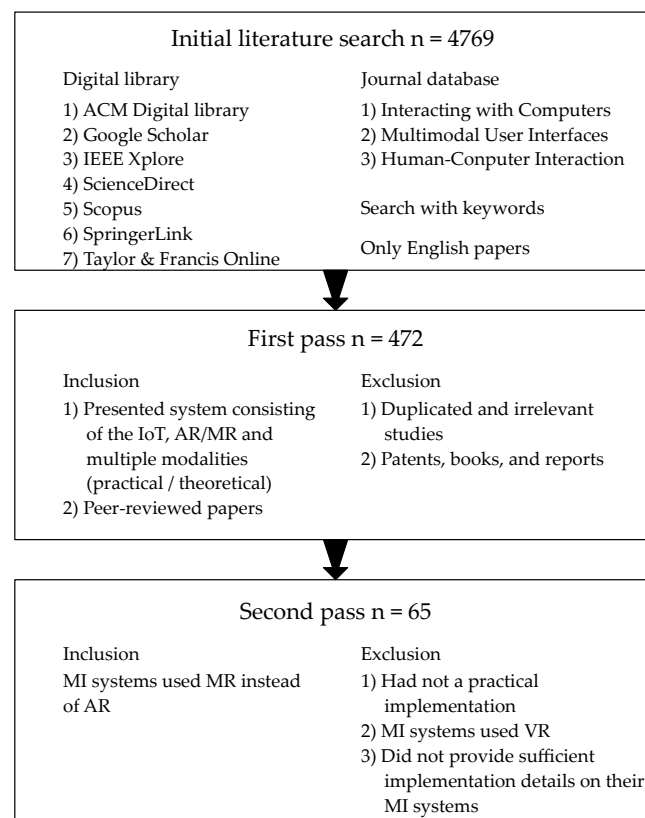 Initial literature search n = 4769
Digital library
1) ACM Digital library
2) Google Scholar
3) IEEE Xplore
4) ScienceDirect
5) Scopus
6) SpringerLink
7) Taylor & Francis Online
Journal database
1) Interacting with Computers
2) Multimodal User Interfaces
3) Human-Conputer Interaction
Search with keywords
Only English papers
First pass n = 472
Inclusion
1) Presented system consisting
of the IoT, AR/MR and
multiple modalities
(practical / theoretical)
2) Peer-reviewed papers
Exclusion
1) Duplicated and irrelevant
studies
2) Patents, books, and reports
Second pass n = 65
Inclusion
MI systems used MR instead
of AR
Exclusion
1) Had not a practical
implementation
2) MI systems used VR
3) Did not provide sufficient
implementation details on their
MI systems